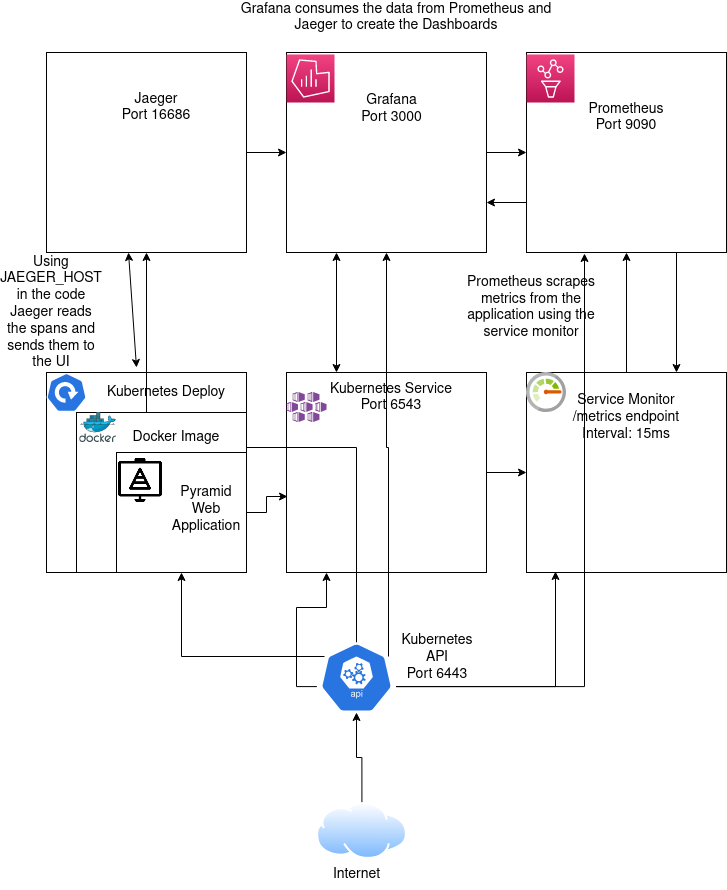 Grafana consumes the data from Prometheus and
Jaeger to create the Dashboards
Jaeger
Port 16686
Grafana
Port 3000
Prometheus
Port 9090
Using
JAEGER_HOST
in the code
Jaeger reads
the spans and
sends them to
the UI
Prometheus scrapes
metrics from the
application using the
service monitor
Kubernetes Deploy
docker
Docker Image
Pyramid
Web
Application
Kubernetes Service
Port 6543
Service Monitor
/metrics endpoint
Interval: 15ms
Kubernetes
API
Port 6443
api
Internet